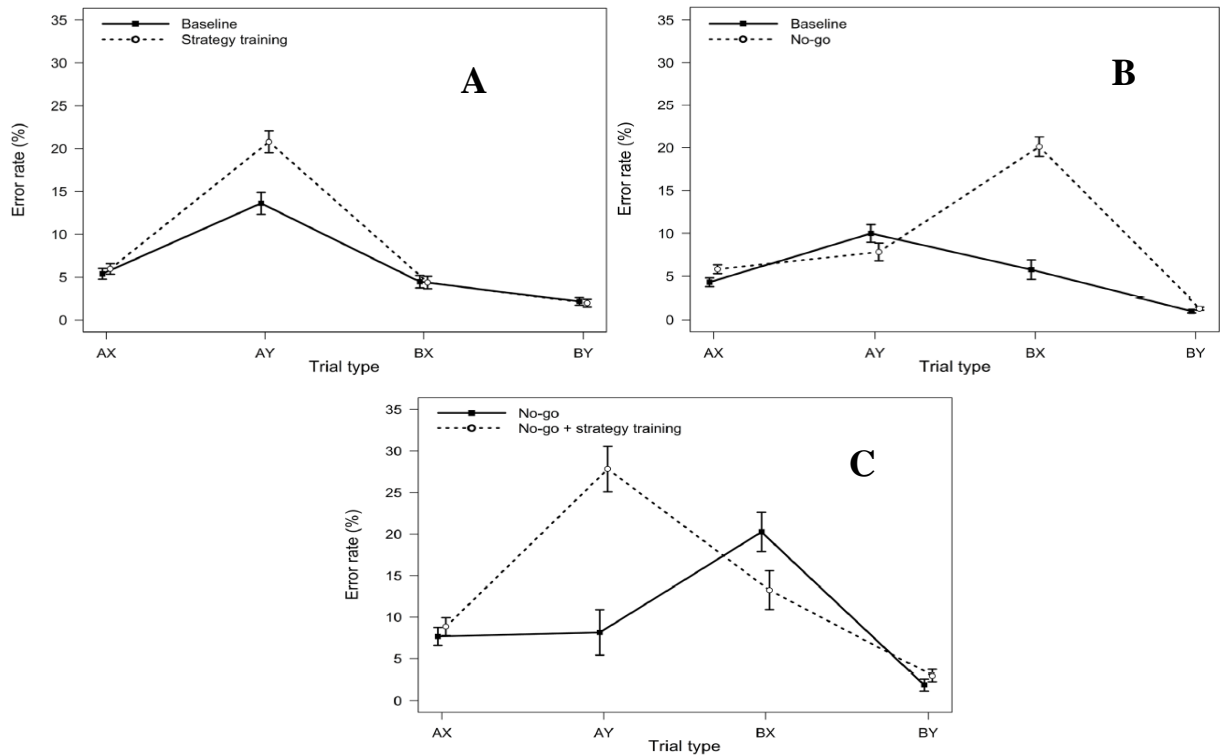 Baseline
Strategy training
A
Error rate (%)
35
30
25
20
15
10
5
0
AX AY BX BY
Trial type
Baseline
No-go
B
Error rate (%)
35
30
25
20
15
10
5
0
AX AY BX BY
Trial type
No-go
No-go + strategy training
C
Error rate (%)
35
30
25
20
15
10
5
0
AX AY BX BY
Trial type